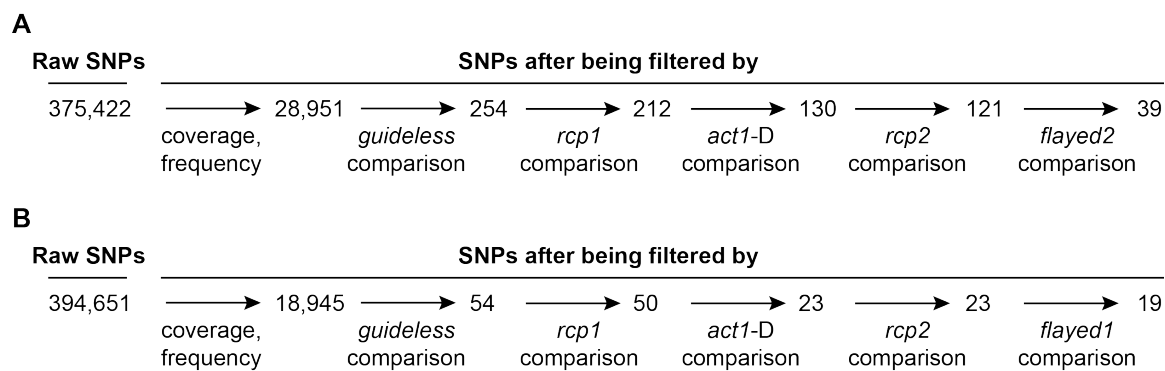 A
Raw SNPs SNPs after being filtered by
375,422 28,951 254 212 130 121 39
coverage, guideless rcp1 act1-D rcp2 flayed2
frequency comparison comparison comparison comparison comparison
B
Raw SNPs SNPs after being filtered by
394,651 18,945 54 50 23 23 19
coverage, guideless rcp1 act1-D rcp2 flayed1
frequency comparison comparison comparison comparison comparison